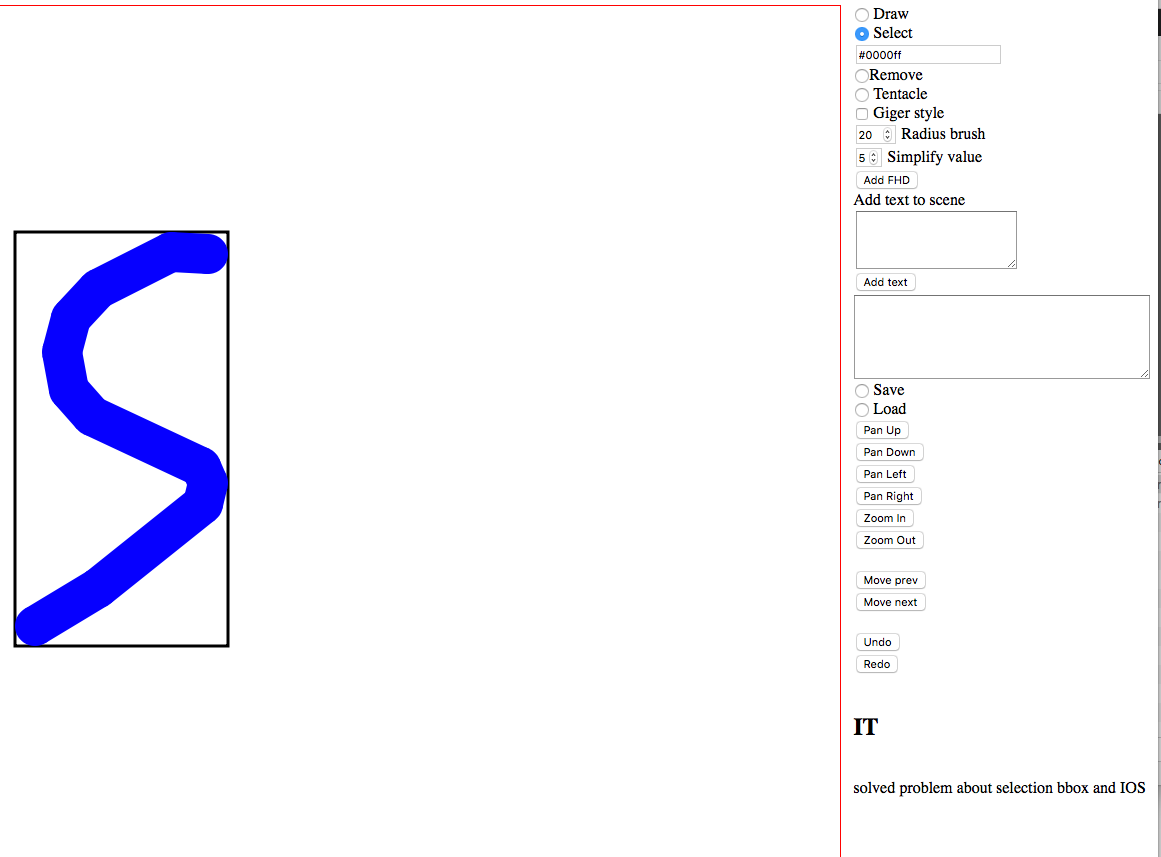 Draw
Select
#0000ff
Remove
Tentacle
Giger style
20 Radius brush
5 Simplify value
Add FHD
Add text to scene
Add text
Save
Load
Pan Up
Pan Down
Pan Left
Pan Right
Zoom In
Zoom Out
Move prev
Move next
Undo
Redo
IT
solved problem about selection bbox and IOS